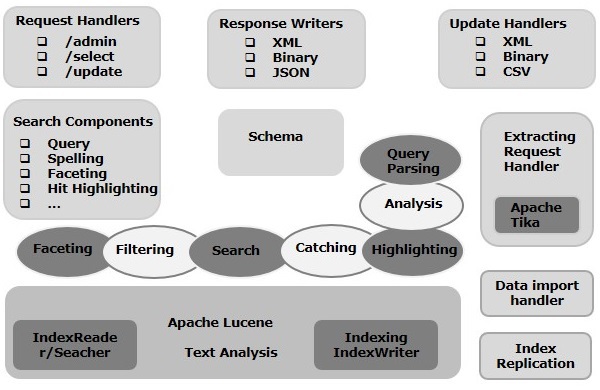 Request Handlers
❑ /admin
❑ /select
❑ /update
Response Writers
❑ XML
❑ Binary
❑ JSON
Update Handlers
❑ XML
❑ Binary
❑ CSV
Search Components
❑ Query
❑ Spelling
❑ Faceting
❑ Hit Highlighting
❑ ...
Schema
Query
Parsing
Analysis
Extracting
Request
Handler
Apache
Tika
Faceting
Filtering
Search
Catching
Highlighting
Data import
handler
Apache Lucene
Text Analysis
IndexReade
r/Seacher
Indexing
IndexWriter
Index
Replication